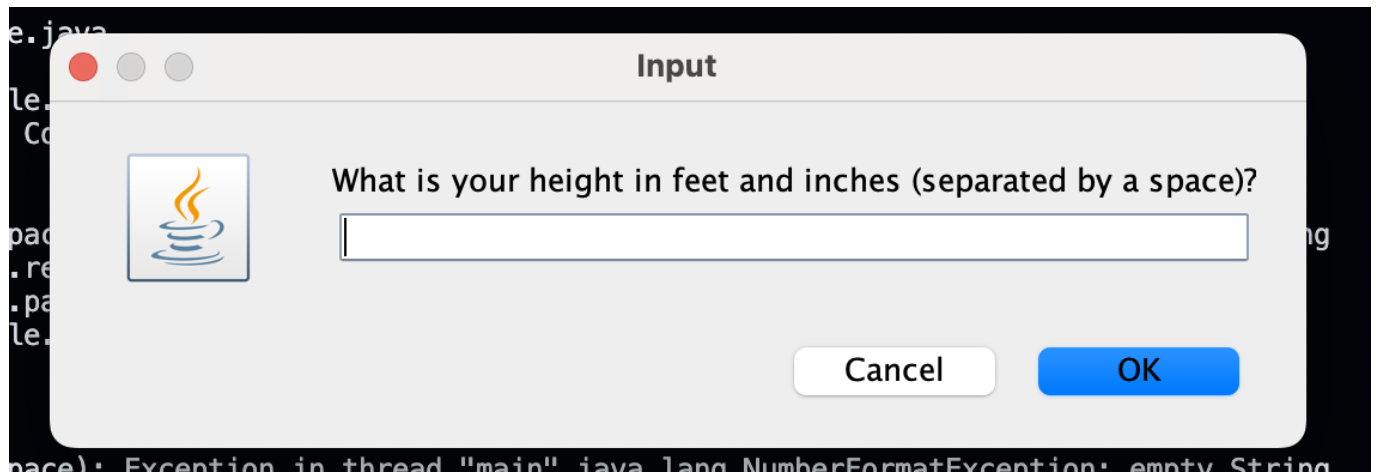 e.java
Input
le.
Co
What is your height in feet and inches (separated by a space)?
pac
ng
.re
.pa
le.
Cancel
OK
pace): Exception in thread "main" java.lang.NumberFormatException: empty String